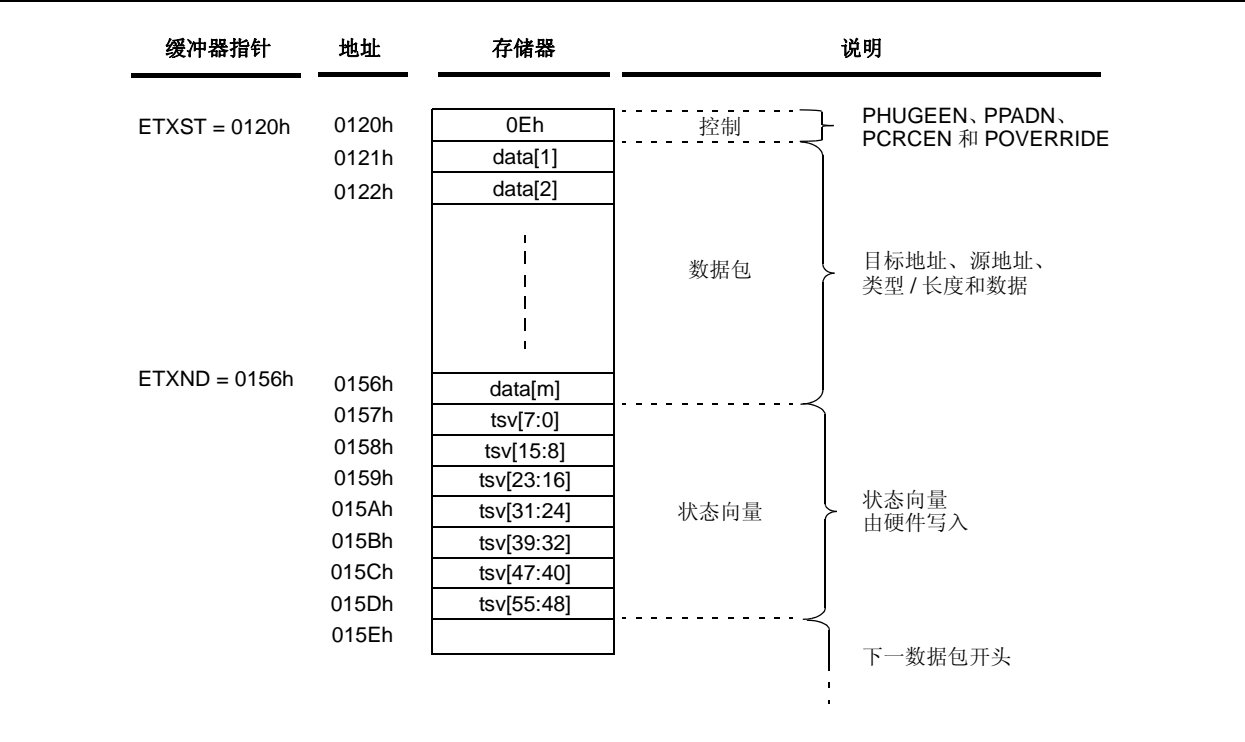 缓冲器指针 地址 存储器 说明
ETXST = 0120h 0120h 0Eh 控制 PHUGEEN、PPADN、
PCRCEN 和 POVERRIDE
0121h data[1]
0122h data[2]
数据包 目标地址、源地址、
类型 / 长度和数据
ETXND = 0156h 0156h data[m]
0157h tsv[7:0]
0158h tsv[15:8]
0159h tsv[23:16]
015Ah tsv[31:24] 状态向量 状态向量
由硬件写入
015Bh tsv[39:32]
015Ch tsv[47:40]
015Dh tsv[55:48]
015Eh
下一数据包开头